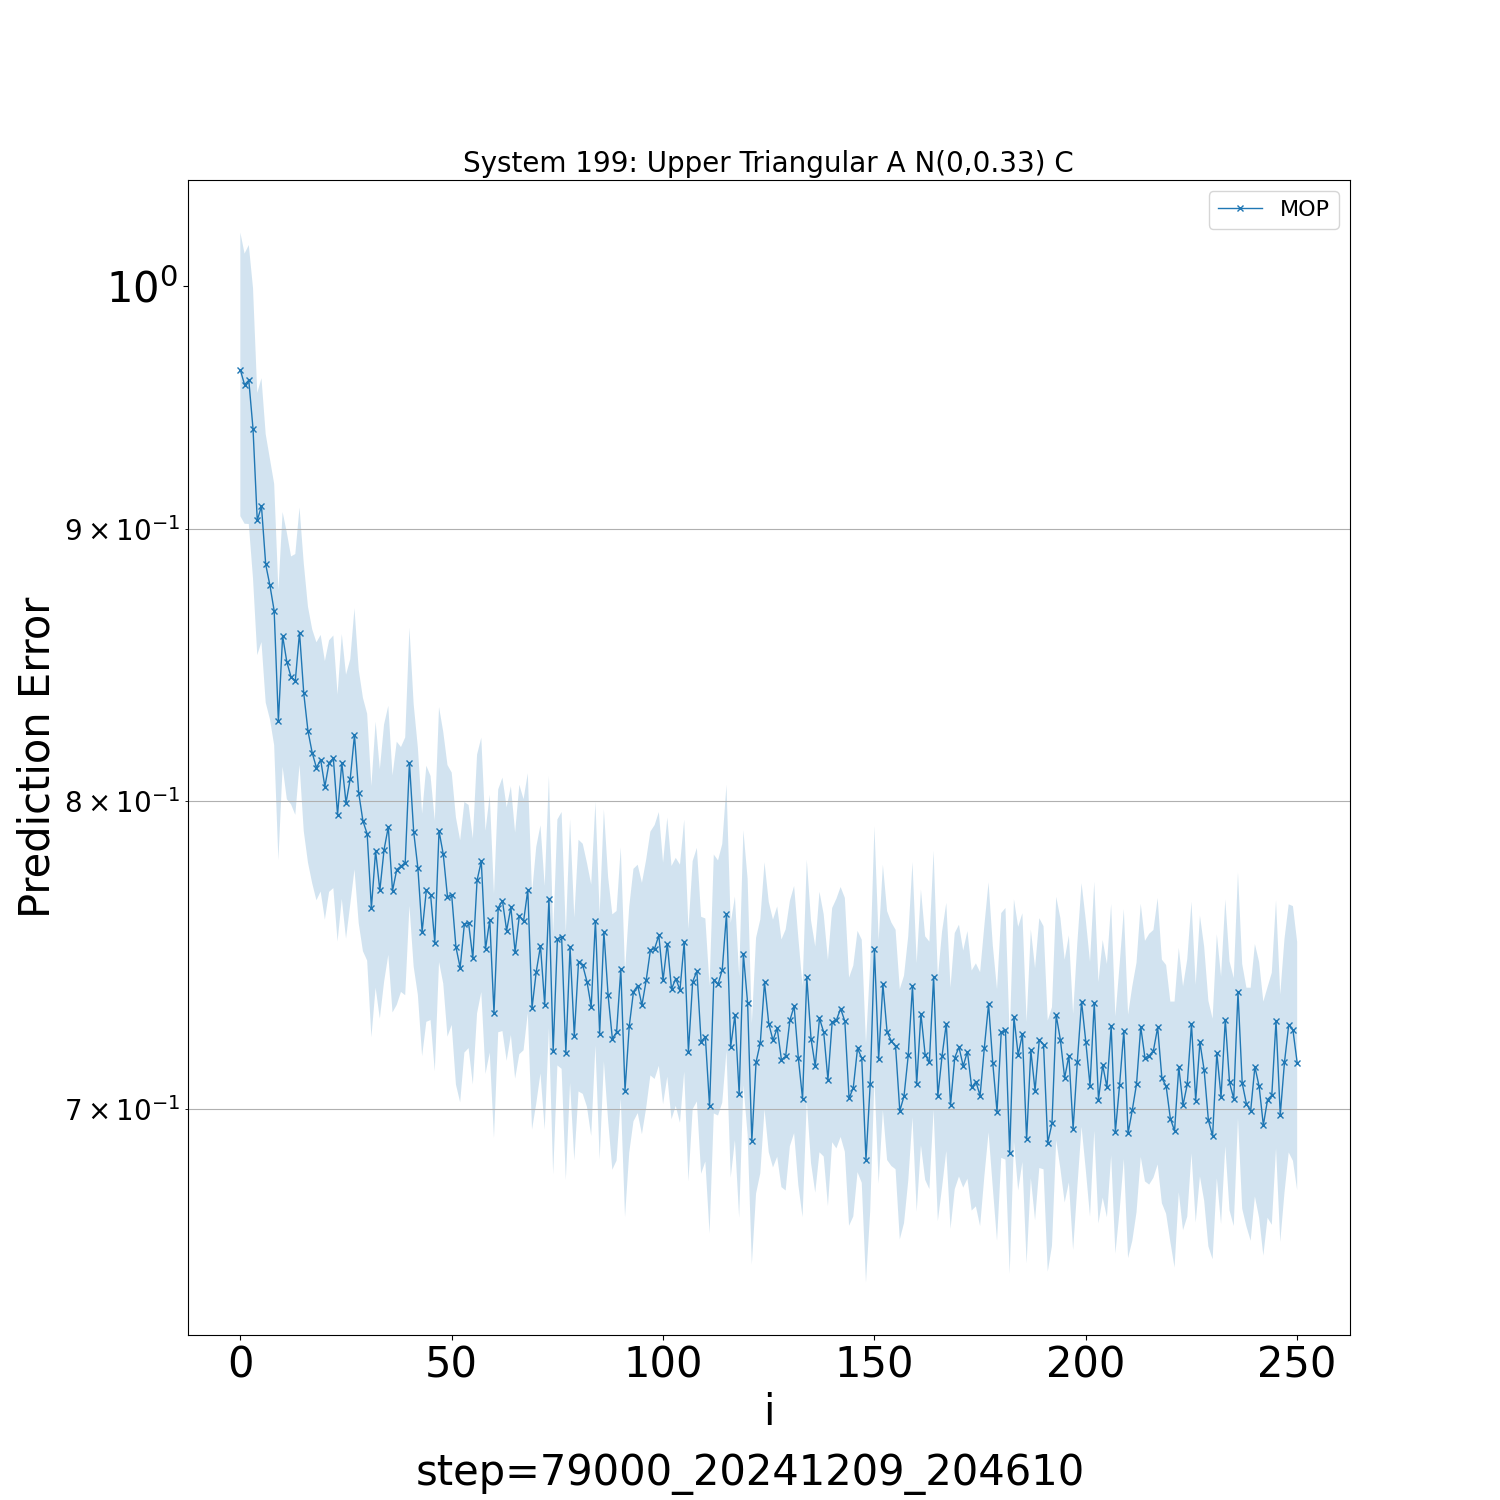 System 199: Upper Triangular A N(0,0.33) C
MOP
10⁰
9 × 10⁻¹
8 × 10⁻¹
7 × 10⁻¹
Prediction Error
0 50 100 150 200 250
i
step=79000_20241209_204610